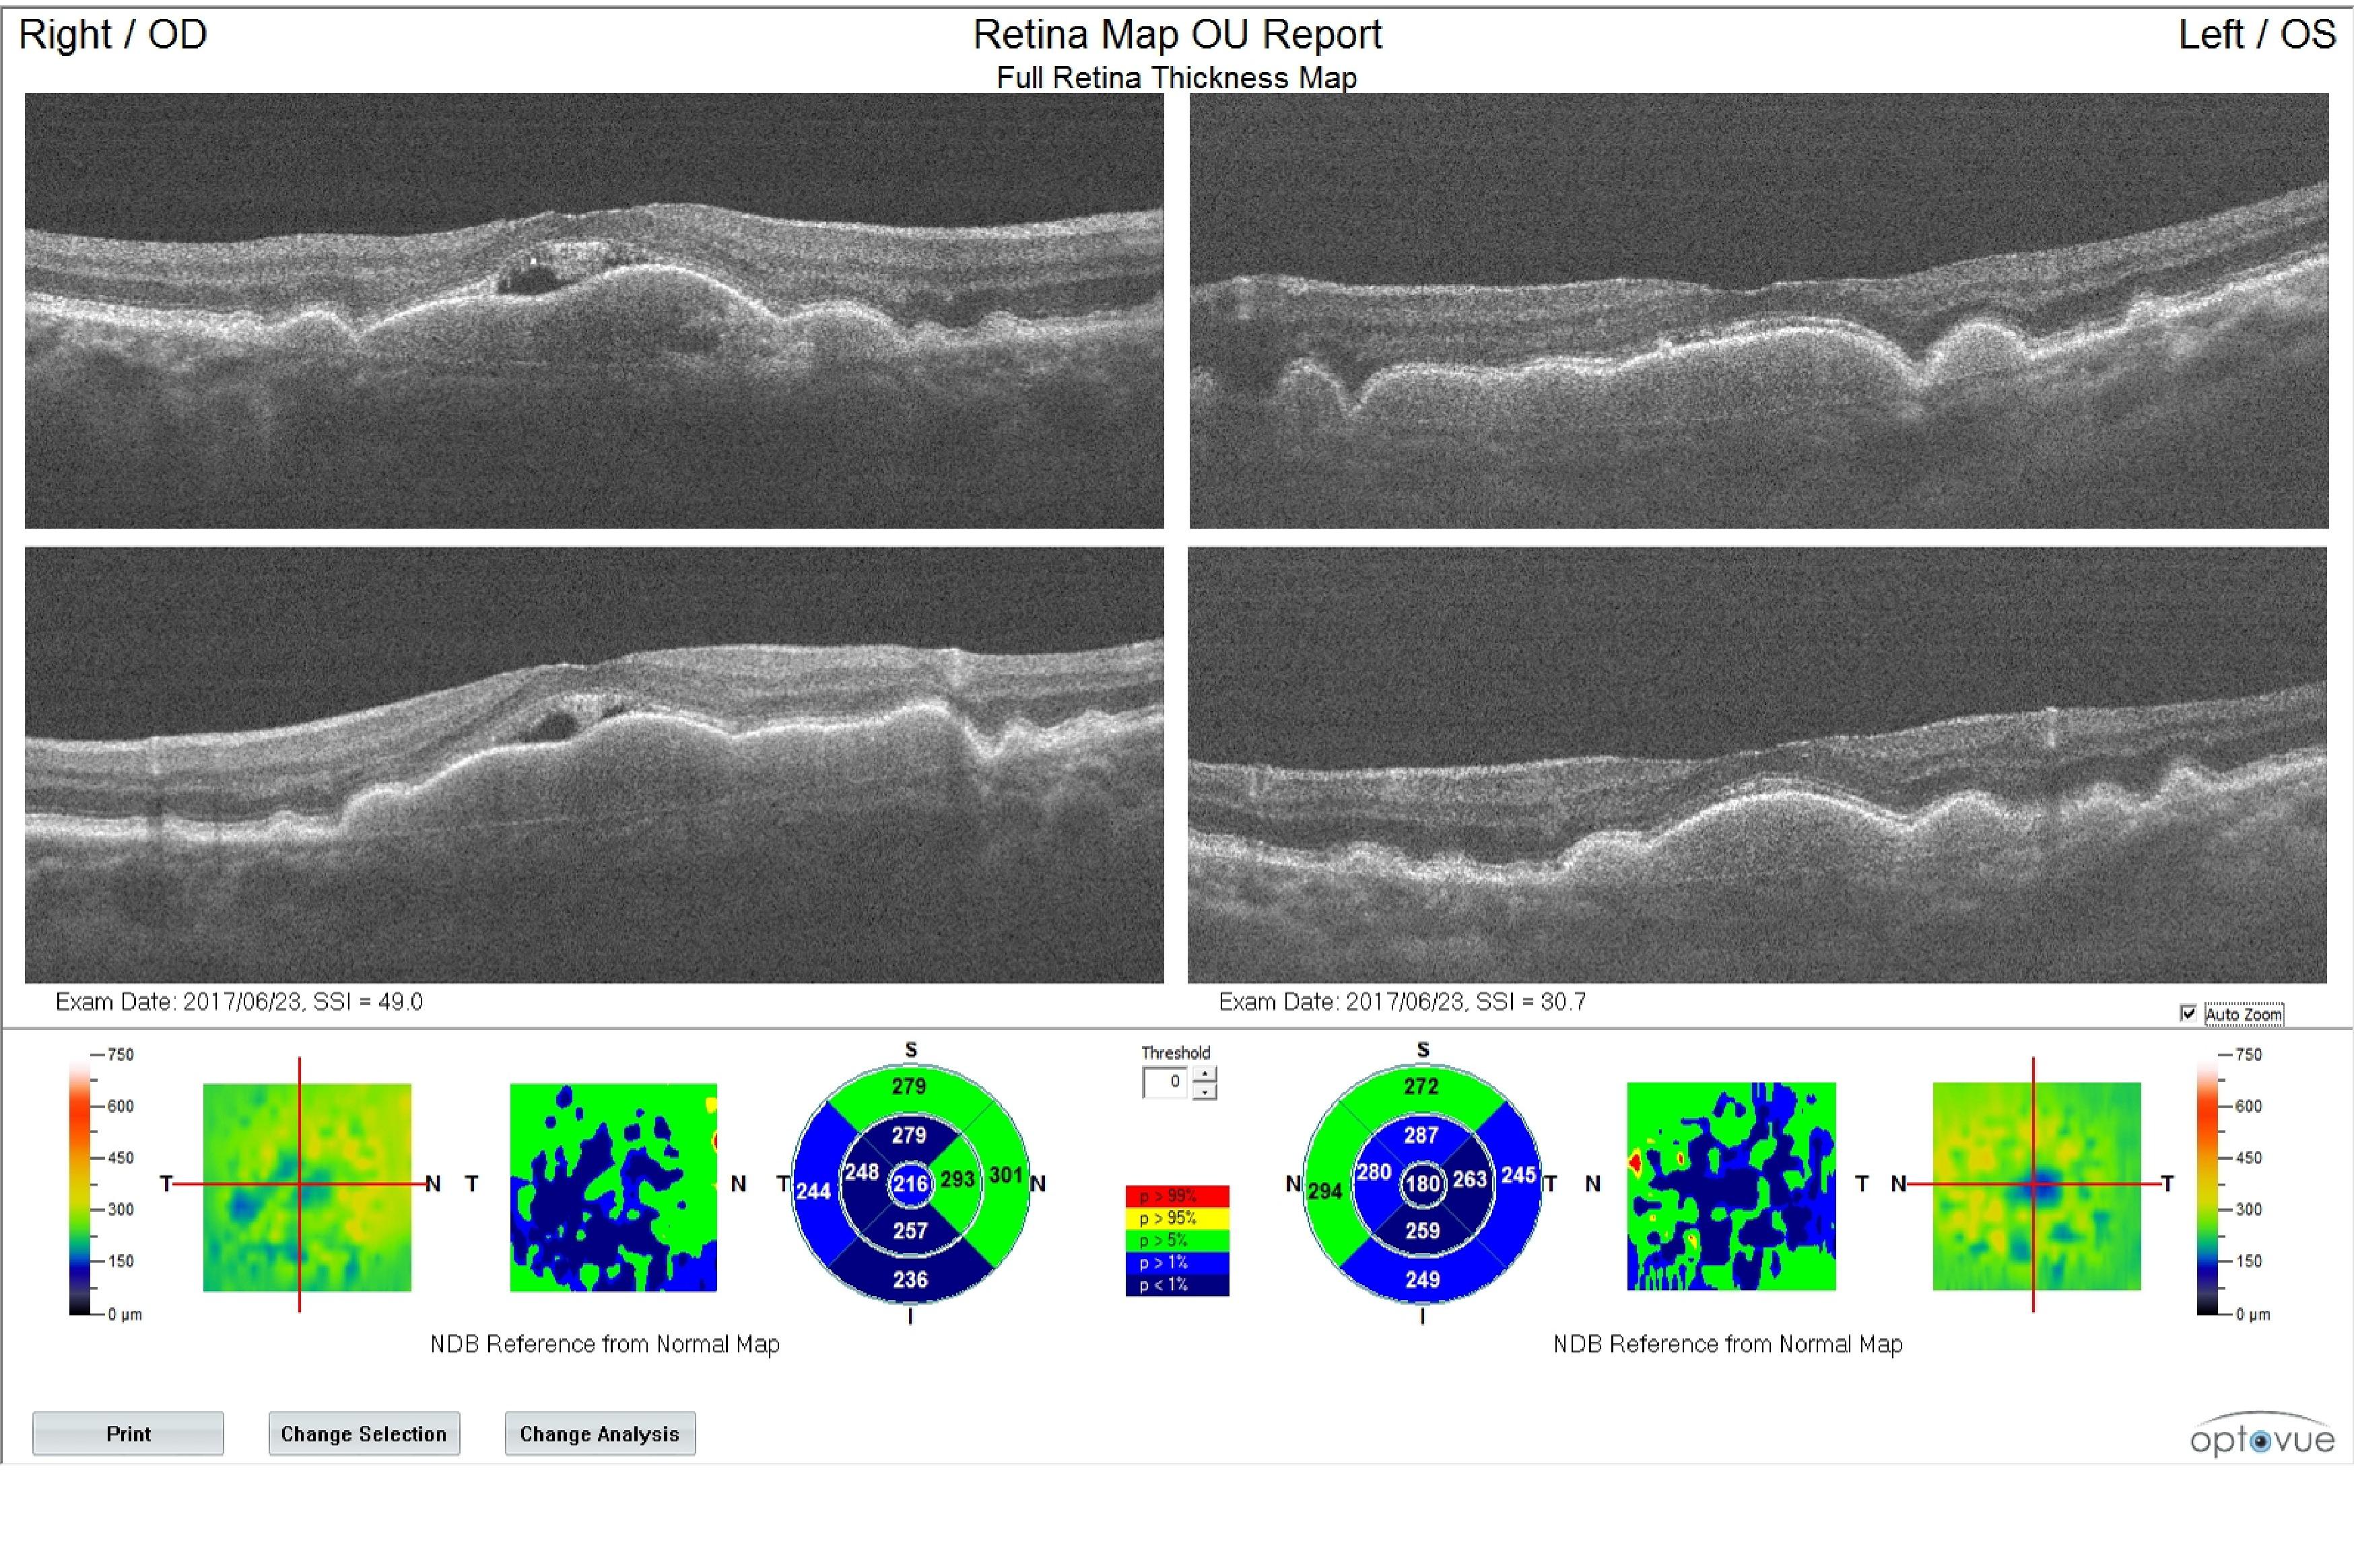 Right / OD
Retina Map OU Report
Left / OS
Full Retina Thickness Map
Exam Date: 2017/06/23, SSI = 49.0
Exam Date: 2017/06/23, SSI = 30.7
Auto Zoom
750
600
450
300
150
0 µm
T
N
T
N
S
279
279
T
244
248
216
293
301
N
257
236
I
NDB Reference from Normal Map
Threshold
0
p > 99%
p > 95%
p > 5%
p > 1%
p < 1%
S
272
287
N
294
280
180
263
245
T
259
249
I
N
T
N
T
NDB Reference from Normal Map
750
600
450
300
150
0 µm
Print
Change Selection
Change Analysis
optovue